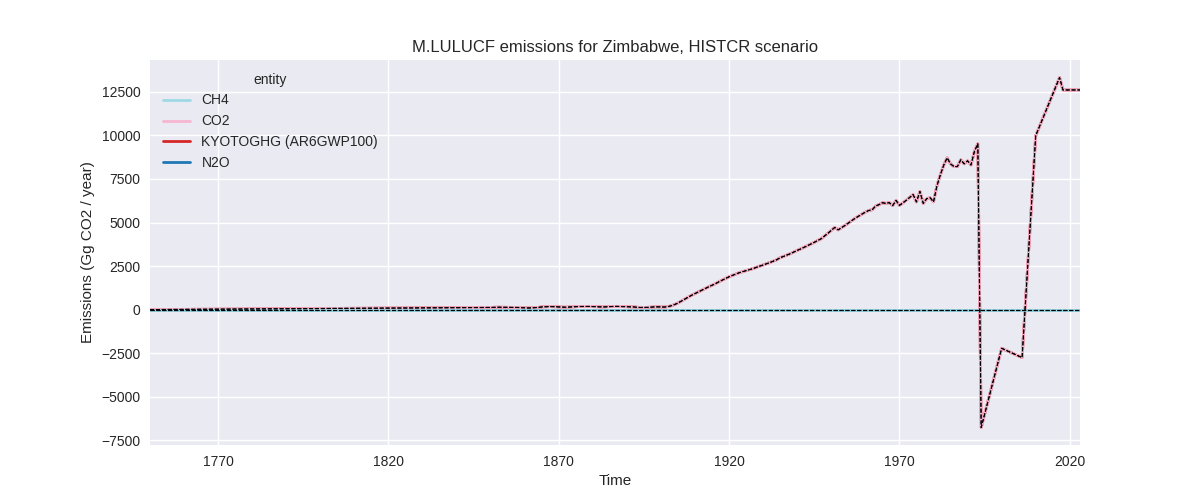 M.LULUCF emissions for Zimbabwe, HISTCR scenario
entity
CH4
CO2
KYOTOGHG (AR6GWP100)
N2O
Emissions (Gg CO2 / year)
12500
10000
7500
5000
2500
0
−2500
−5000
−7500
1770 1820 1870 1920 1970 2020
Time